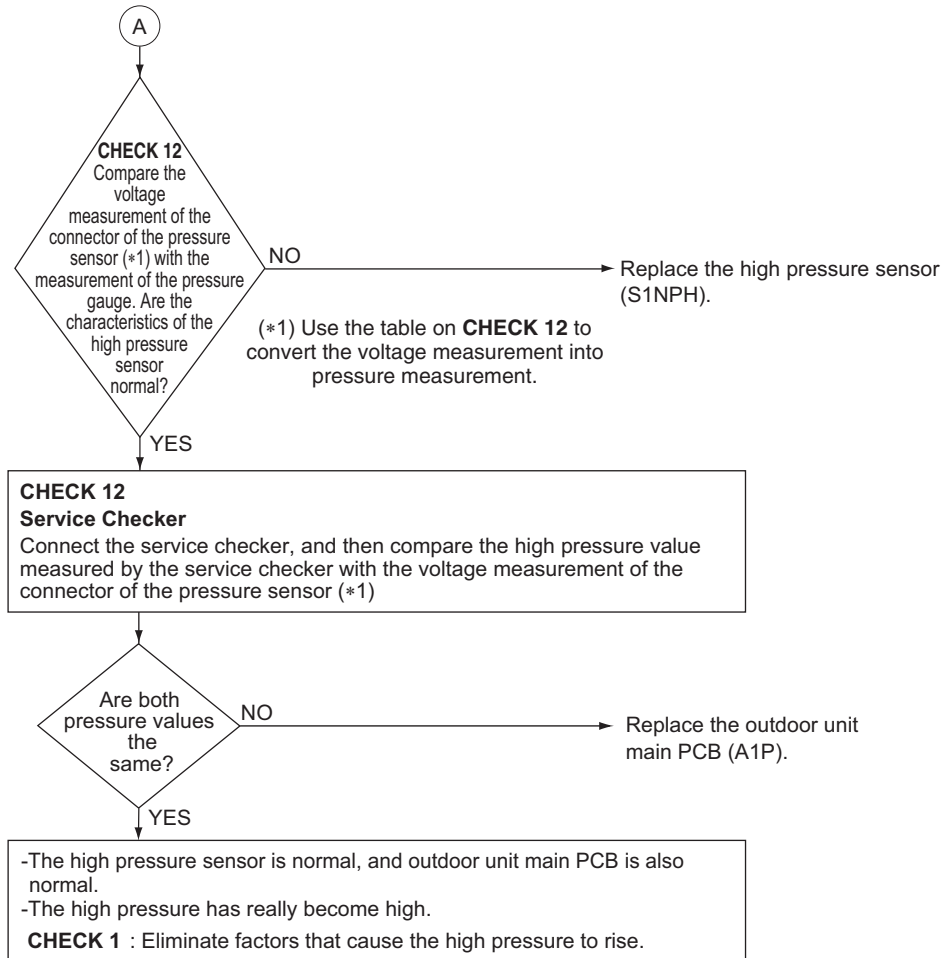 A
CHECK 12
Compare the
voltage
measurement of the
connector of the pressure
sensor (*1) with the
measurement of the pressure
gauge. Are the
characteristics of the
high pressure
sensor
normal?
NO
Replace the high pressure sensor
(S1NPH).
(*1) Use the table on CHECK 12 to
convert the voltage measurement into
pressure measurement.
YES
CHECK 12
Service Checker
Connect the service checker, and then compare the high pressure value
measured by the service checker with the voltage measurement of the
connector of the pressure sensor (*1)
Are both
pressure values
the
same?
NO
Replace the outdoor unit
main PCB (A1P).
YES
-The high pressure sensor is normal, and outdoor unit main PCB is also
normal.
-The high pressure has really become high.
CHECK 1 : Eliminate factors that cause the high pressure to rise.